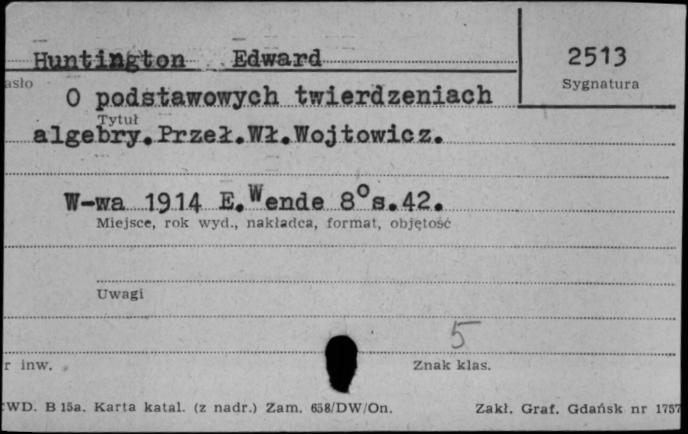 Huntington Edward
2513
asło
Sygnatura
O podstawowych twierdzeniach
Tytuł
algebry.Przeł.Wł.Wojtowicz.
W-wa 1914 E.Wende 8°s.42.
Miejsce, rok wyd., nakładca, format, objętość
Uwagi
5
r inw.
Znak klas.
WD. B 15a. Karta katal. (z nadr.) Zam. 658/DW/On.
Zakł. Graf. Gdańsk nr 1757